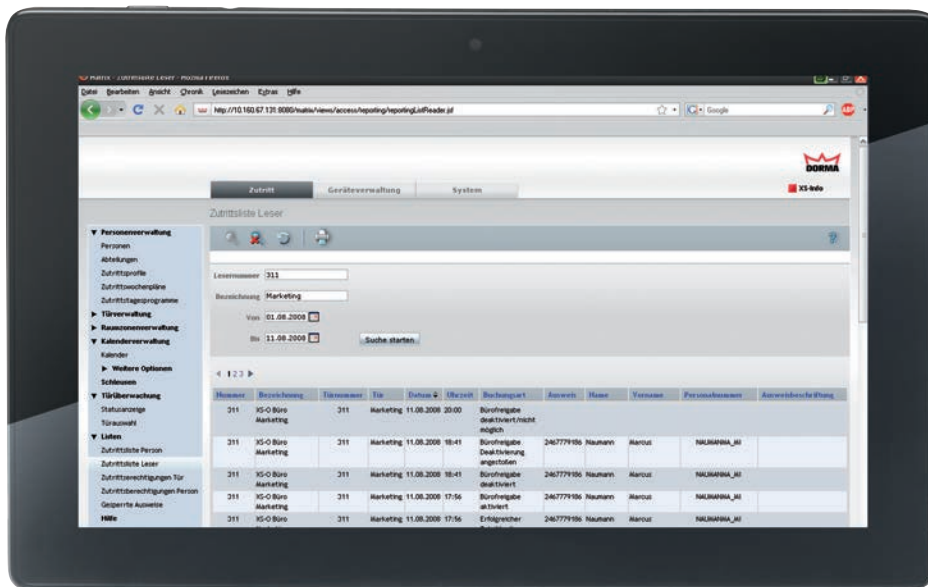 Matrix - Zutrittsliste Leser - Mozilla Firefox
Datei Bearbeiten Ansicht Chronik Lesezeichen Extras Hilfe
http://10.160.67.131:8080/matrix/views/access/reporting/reportingListReader.jsf
Google
ABP
DORMA
Zutritt Geräteverwaltung System
XS-Info
Zutrittsliste Leser
▼ Personenverwaltung
Personen
Abteilungen
Zutrittsprofile
Zutrittswochenpläne
Zutrittstagesprogramme
▶ Türverwaltung
▶ Raumzonenverwaltung
▼ Kalenderverwaltung
Kalender
▶ Weitere Optionen
Schleusen
▼ Türüberwachung
Statusanzeige
Türauswahl
▼ Listen
Zutrittsliste Person
Zutrittsliste Leser
Zutrittsberechtigungen Tür
Zutrittsberechtigungen Person
Gesperrte Ausweise
Hilfe
?
Lesernummer 311
Bezeichnung Marketing
Von 01.08.2008
Bis 11.08.2008 Suche starten
◀ 1 2 3 ▶
Nummer Bezeichnung Türnummer Tür Datum Uhrzeit Buchungsart Ausweis Name Vorname Personalnummer Ausweisbeschriftung
311 XS-O Büro 311 Marketing 11.08.2008 20:00 Bürofreigabe
Marketing deaktiviert/nicht
möglich
311 XS-O Büro 311 Marketing 11.08.2008 18:41 Bürofreigabe 2467779186 Naumann Marcus
Marketing Deaktivierung
angestoßen
311 XS-O Büro 311 Marketing 11.08.2008 18:41 Bürofreigabe 2467779186 Naumann Marcus
Marketing deaktiviert
311 XS-O Büro 311 Marketing 11.08.2008 17:56 Bürofreigabe 2467779186 Naumann Marcus
Marketing aktiviert
311 XS-O Büro 311 Marketing 11.08.2008 17:56 Erfolgreicher 2467779186 Naumann Marcus